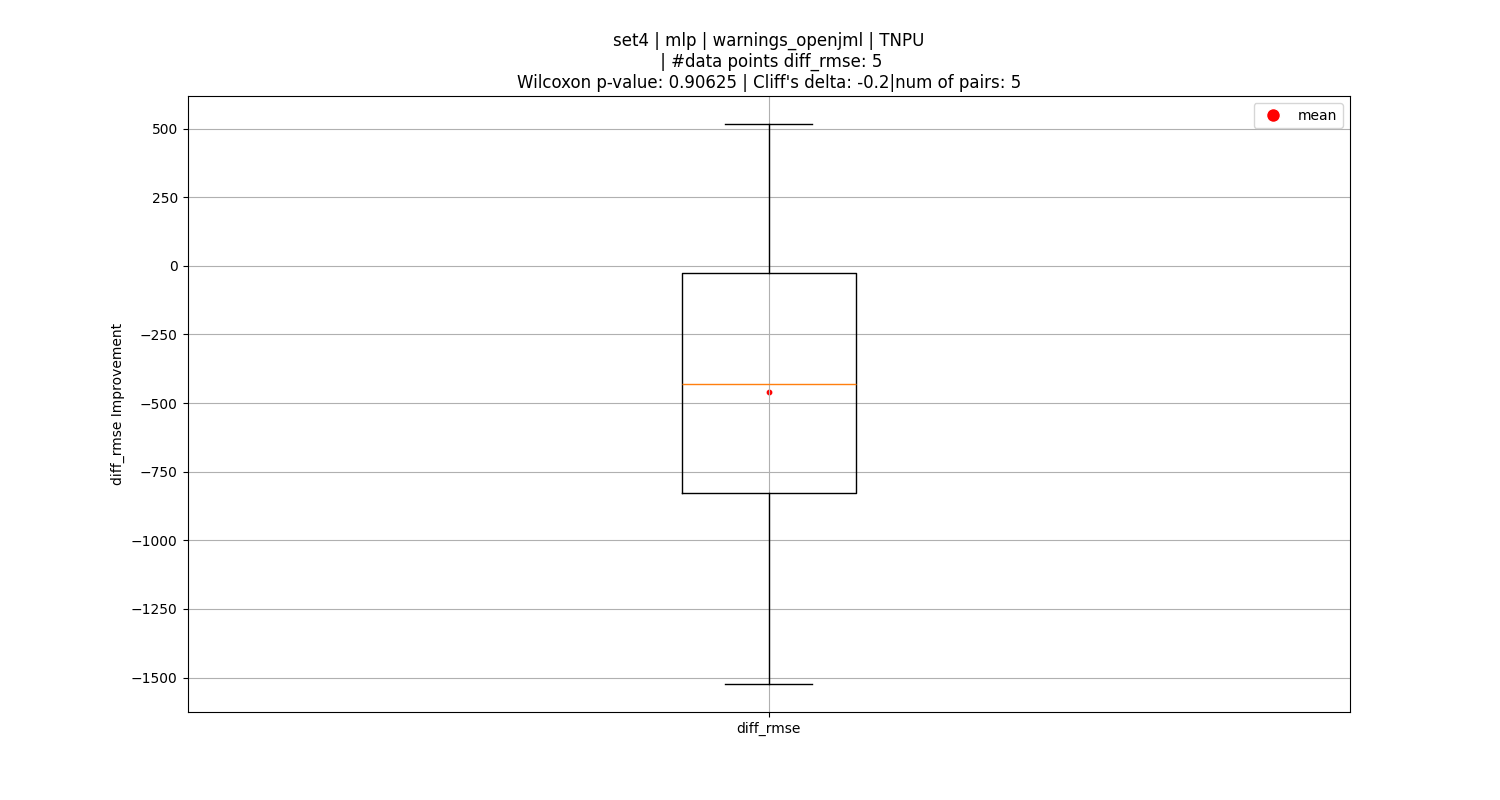 set4 | mlp | warnings_openjml | TNPU
| #data points diff_rmse: 5
Wilcoxon p-value: 0.90625 | Cliff's delta: -0.2|num of pairs: 5
mean
500
250
0
−250
−500
−750
−1000
−1250
−1500
diff_rmse Improvement
diff_rmse